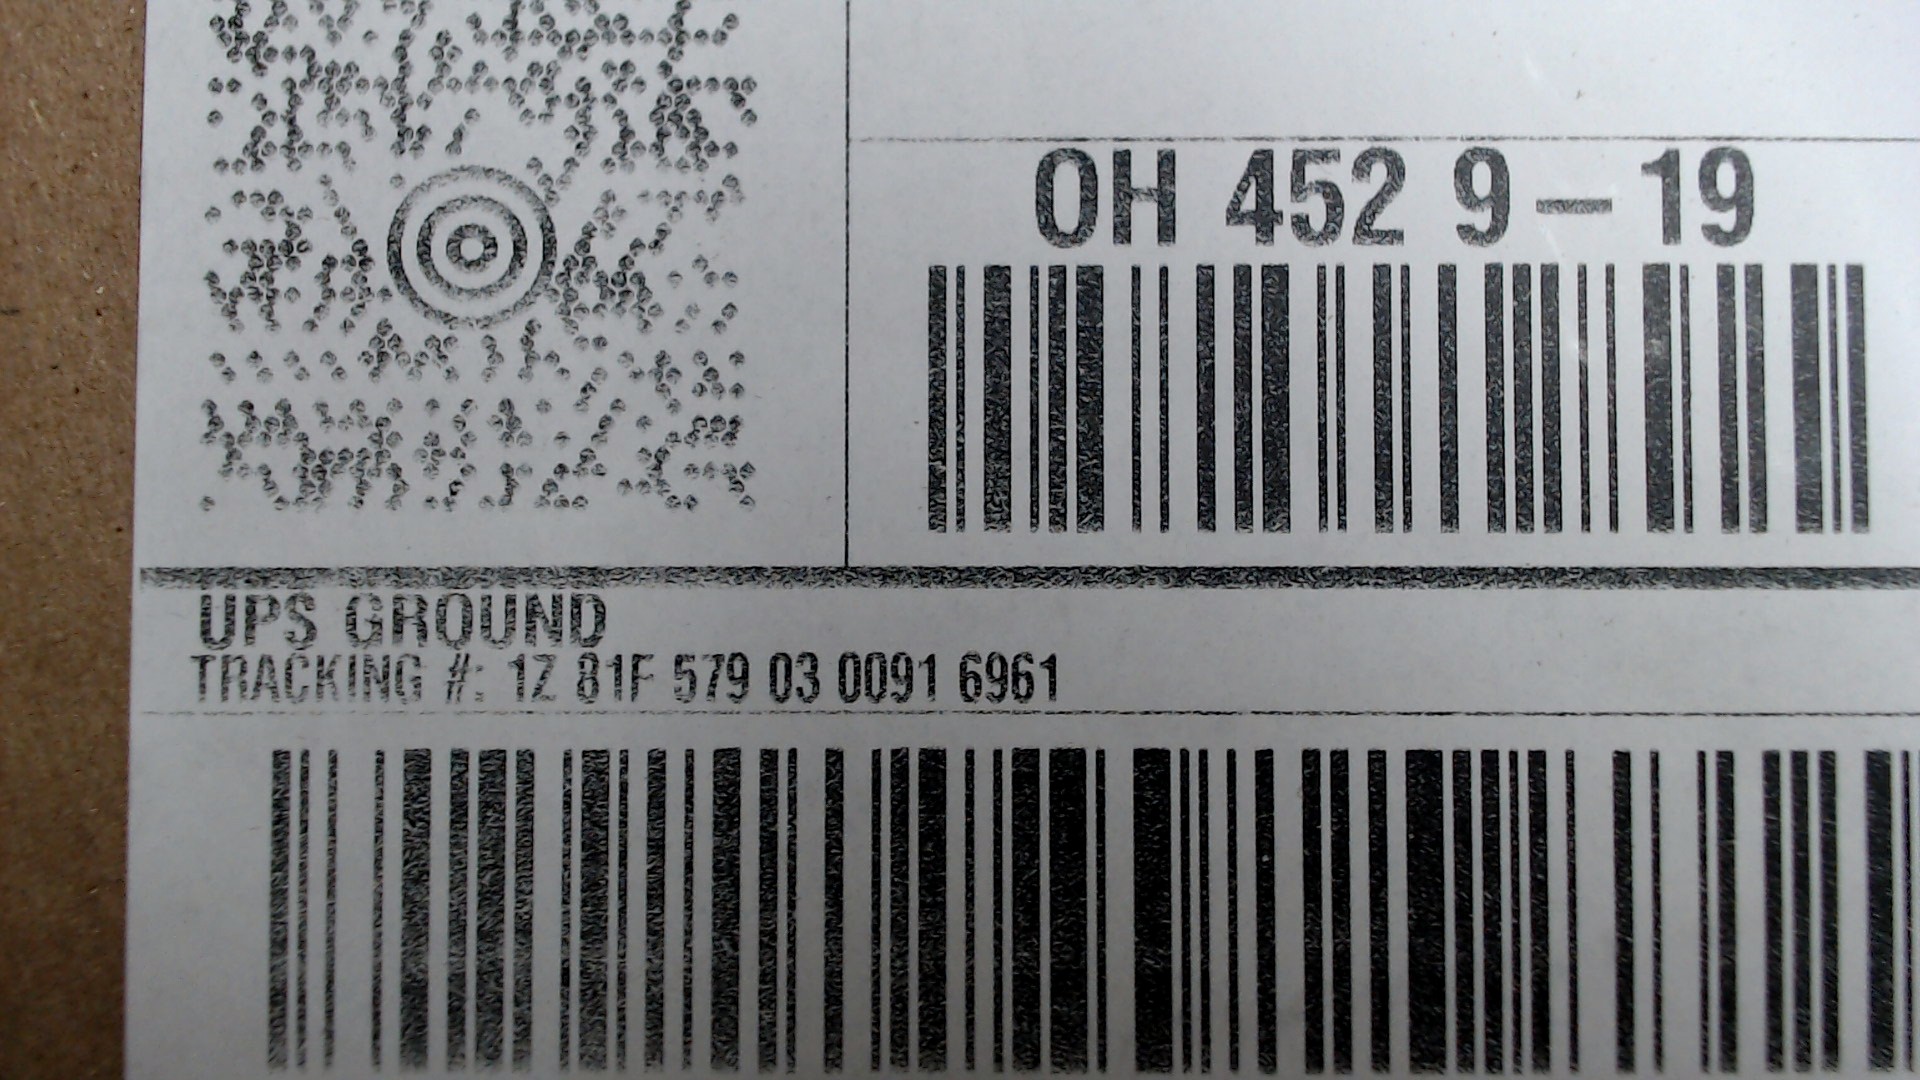 OH 452 9-19
UPS GROUND
TRACKING #: 1Z 81F 579 03 0091 6961